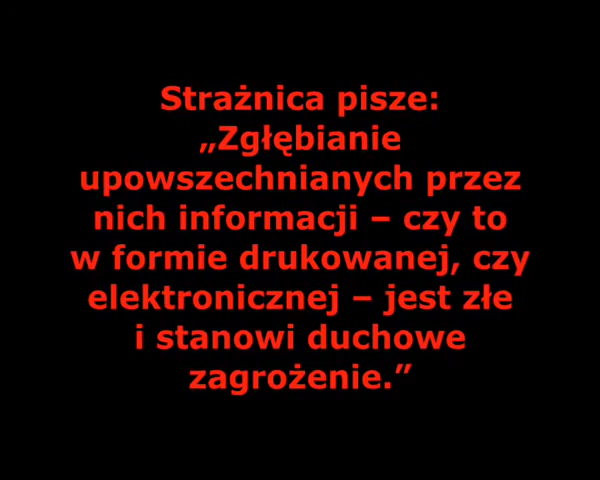 Strażnica pisze:
„Zgłębianie
upowszechnianych przez
nich informacji – czy to
w formie drukowanej, czy
elektronicznej – jest złe
i stanowi duchowe
zagrożenie.”